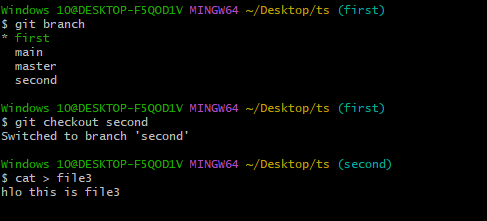 Windows 10@DESKTOP-F5QOD1V MINGW64 ~/Desktop/ts (first)
$ git branch
* first
  main
  master
  second
Windows 10@DESKTOP-F5QOD1V MINGW64 ~/Desktop/ts (first)
$ git checkout second
Switched to branch 'second'
Windows 10@DESKTOP-F5QOD1V MINGW64 ~/Desktop/ts (second)
$ cat > file3
hlo this is file3